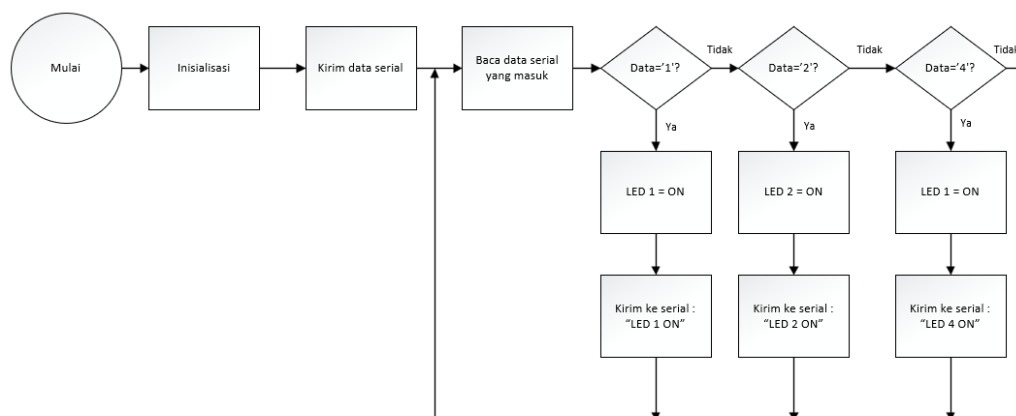 Mulai
Inisialisasi
Kirim data serial
Baca data serial
yang masuk
Data=’1’?
Tidak
Data=’2’?
Tidak
Data=’4’?
Tidak
Ya
Ya
Ya
LED 1 = ON
LED 2 = ON
LED 1 = ON
Kirim ke serial :
“LED 1 ON”
Kirim ke serial :
“LED 2 ON”
Kirim ke serial :
“LED 4 ON”